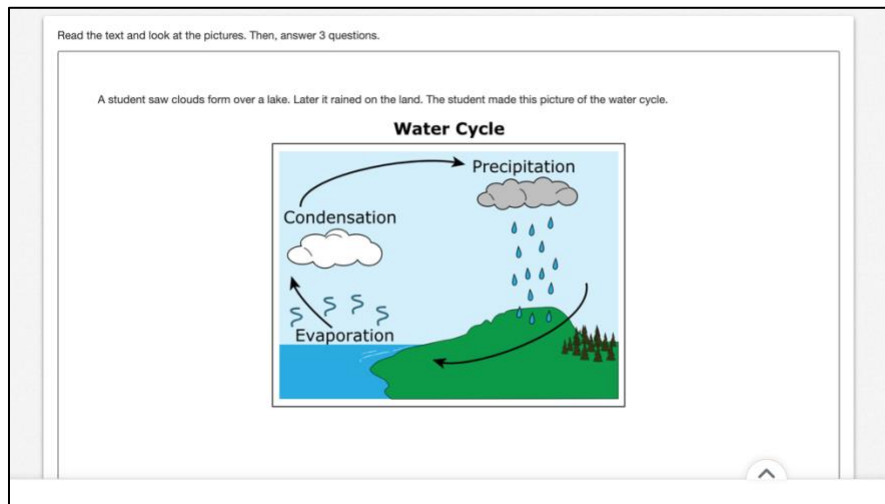 Read the text and look at the pictures. Then, answer 3 questions.
A student saw clouds form over a lake. Later it rained on the land. The student made this picture of the water cycle.
Water Cycle
Precipitation
Condensation
Evaporation